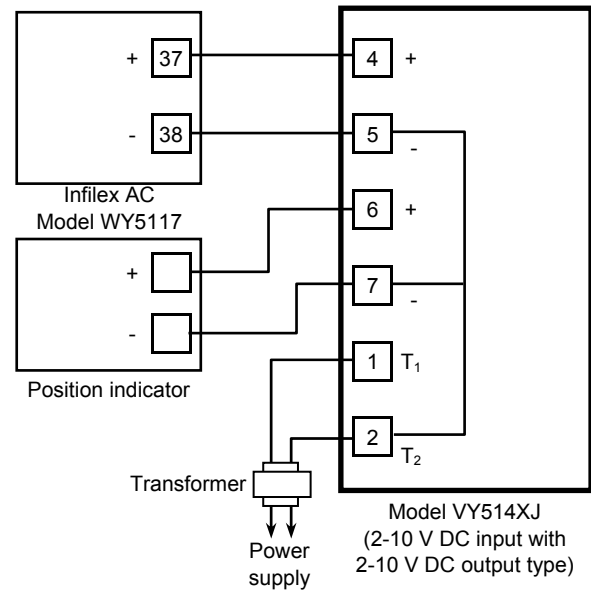 + 37
4 +
- 38
5 -
Infilex AC
Model WY5117
6 +
+
7 -
-
Position indicator
1 T₁
2 T₂
Transformer
Power
supply
Model VY514XJ
(2-10 V DC input with
2-10 V DC output type)